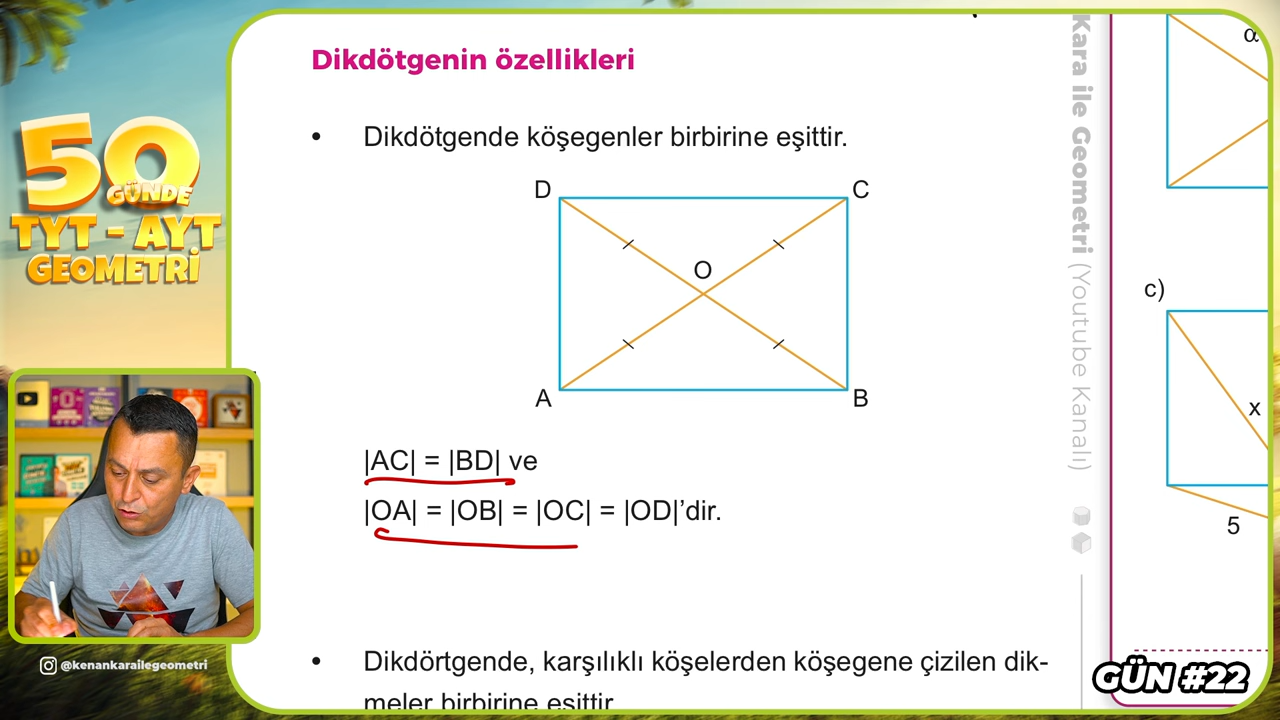 50
GÜNDE
TYT - AYT
GEOMETRİ
Dikdötgenin özellikleri
• Dikdötgende köşegenler birbirine eşittir.
D
C
O
A
B
|AC| = |BD| ve
|OA| = |OB| = |OC| = |OD|’dir.
• Dikdörtgende, karşılıklı köşelerden köşegene çizilen dik-
meler birbirine eşittir
Kara ile Geometri (Youtube Kanalı)
α
c)
x
5
@kenankarailegeometri
GÜN #22